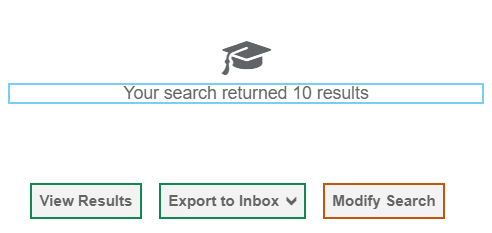 Your search returned 10 results
View Results
Export to Inbox
Modify Search